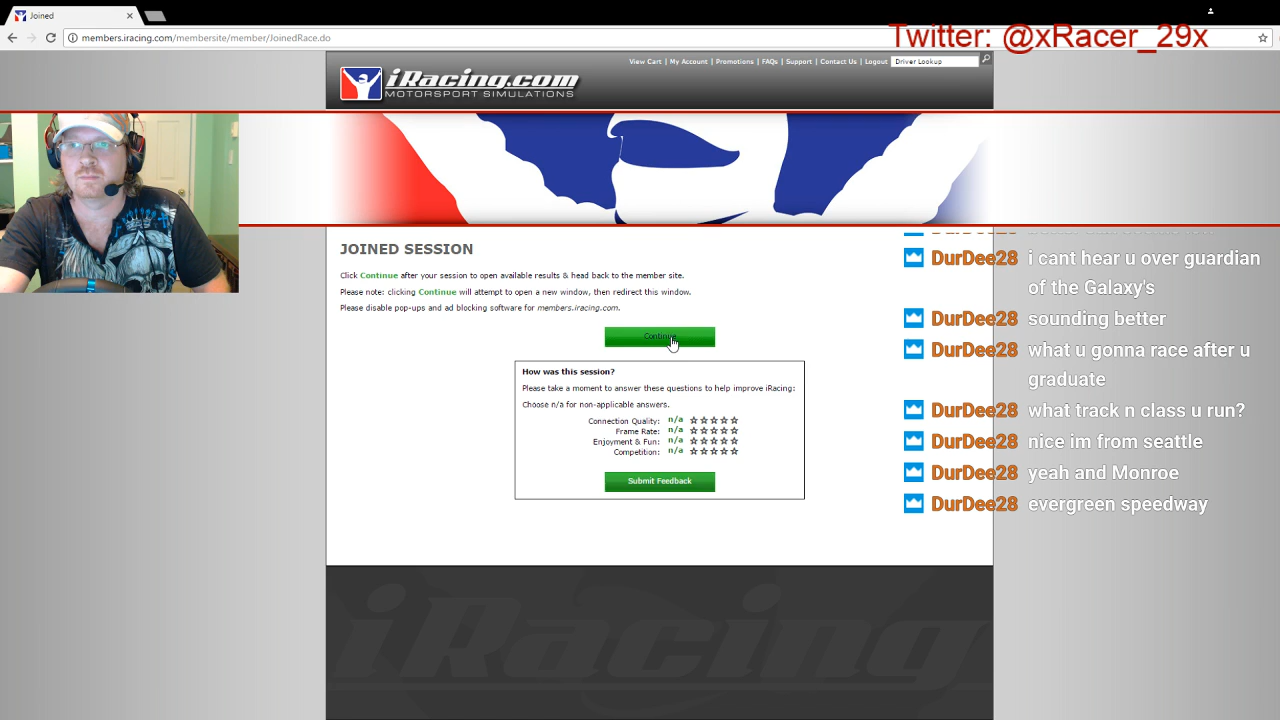 Joined
Twitter: @xRacer_29x
members.iracing.com/membersite/member/JoinedRace.do
View Cart | My Account | Promotions | FAQs | Support | Contact Us | Logout
Driver Lookup
iRacing.com
MOTORSPORT SIMULATIONS
JOINED SESSION
Click Continue after your session to open available results & head back to the member site.
Please note: clicking Continue will attempt to open a new window, then redirect this window.
Please disable pop-ups and ad blocking software for members.iracing.com.
Continue
How was this session?
Please take a moment to answer these questions to help improve iRacing:
Choose n/a for non-applicable answers.
Connection Quality: n/a
Frame Rate: n/a
Enjoyment & Fun: n/a
Competition: n/a
Submit Feedback
DurDee28 i cant hear u over guardian
of the Galaxy's
DurDee28 sounding better
DurDee28 what u gonna race after u
graduate
DurDee28 what track n class u run?
DurDee28 nice im from seattle
DurDee28 yeah and Monroe
DurDee28 evergreen speedway
iRacing